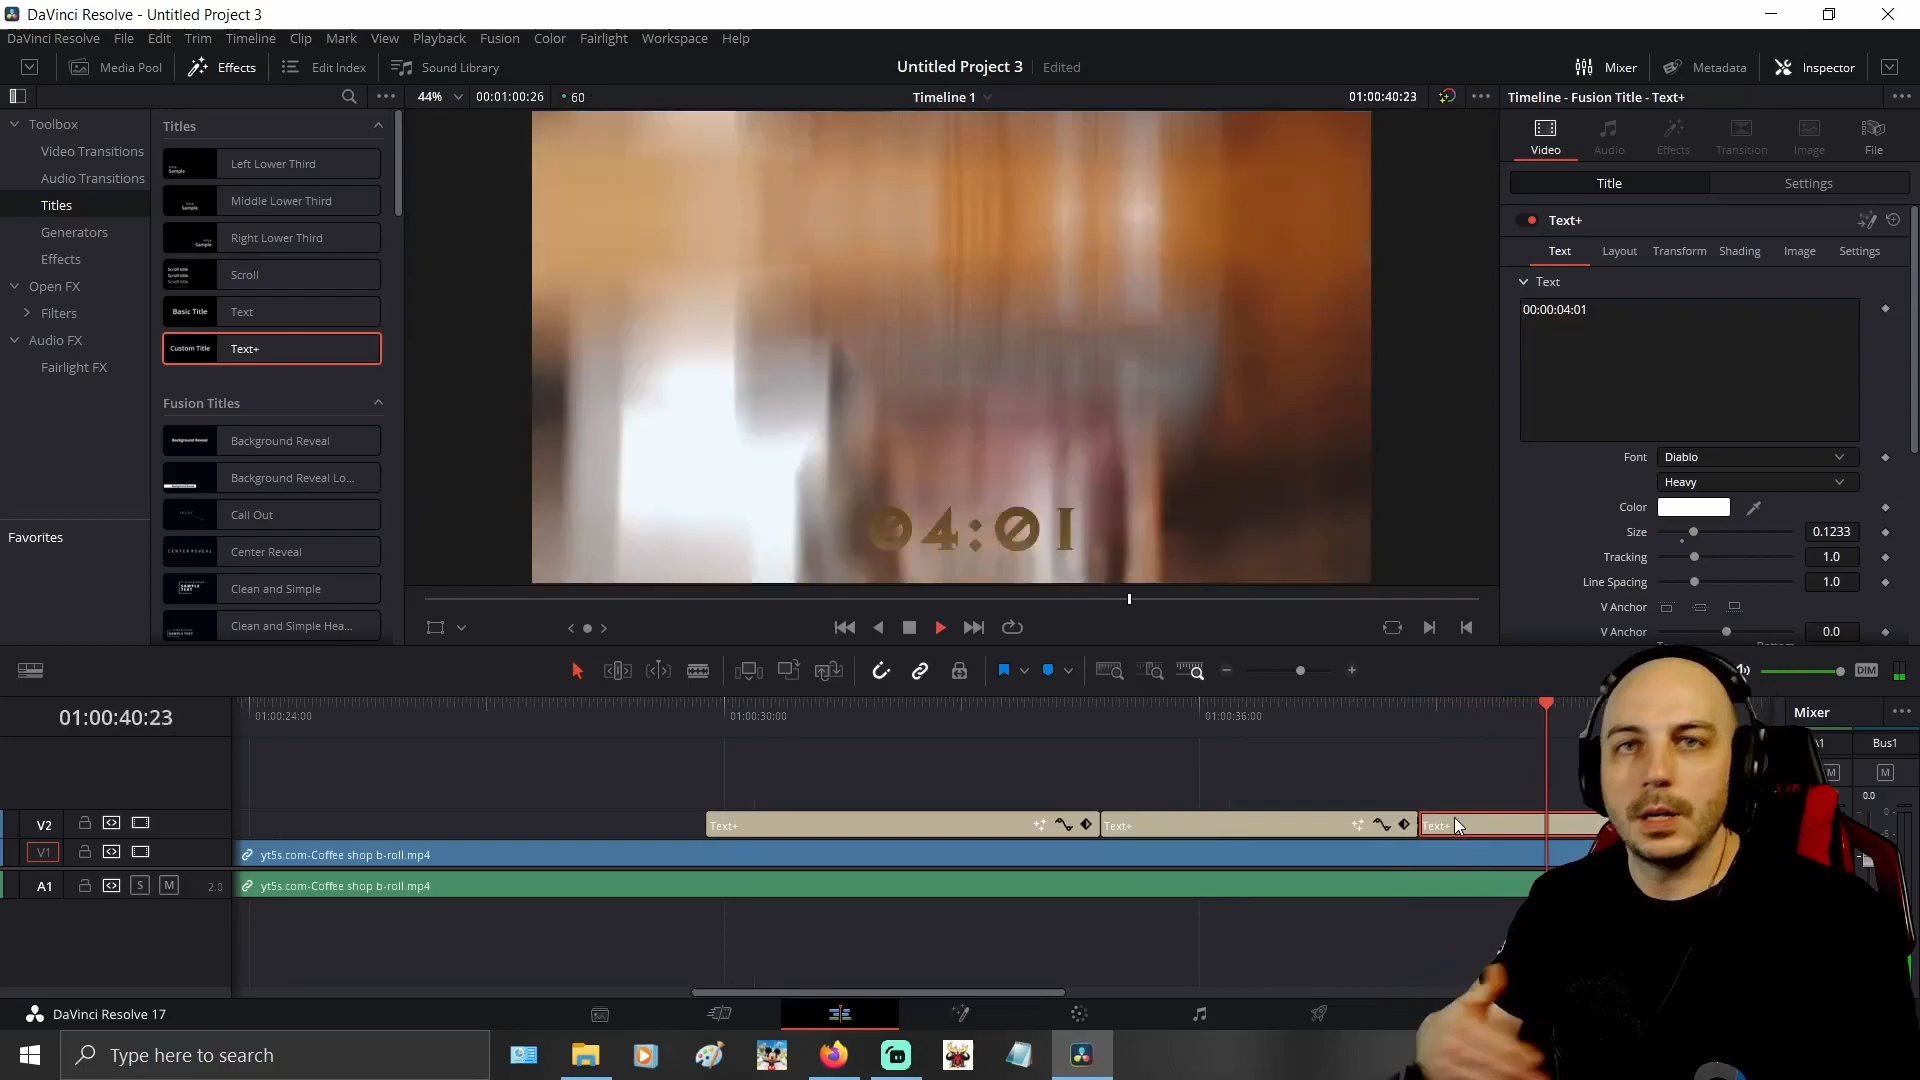 DaVinci Resolve - Untitled Project 3
DaVinci Resolve File Edit Trim Timeline Clip Mark View Playback Fusion Color Fairlight Workspace Help
Media Pool Effects Edit Index Sound Library Untitled Project 3 Edited Mixer Metadata Inspector
44% 00:01:00:26 60 Timeline 1 01:00:40:23 Timeline - Fusion Title - Text+
Toolbox
Video Transitions
Audio Transitions
Titles
Generators
Effects
Open FX
Filters
Audio FX
Fairlight FX
Favorites
Titles
Left Lower Third
Middle Lower Third
Right Lower Third
Scroll
Basic Title Text
Custom Title Text+
Fusion Titles
Background Reveal
Background Reveal Lo...
Call Out
CENTER REVEAL Center Reveal
Clean and Simple
Clean and Simple Hea...
04:01
Video Audio Effects Transition Image File
Title Settings
Text+
Text Layout Transform Shading Image Settings
Text
00:00:04:01
Font Diablo
Heavy
Color
Size 0.1233
Tracking 1.0
Line Spacing 1.0
V Anchor
V Anchor 0.0
DIM
01:00:40:23
01:00:24:00 01:00:30:00 01:00:36:00
Mixer
A1 Bus1
M M
0.0
V2 Text+ Text+ Text+
V1 yt5s.com-Coffee shop b-roll.mp4
A1 S M 2.0 yt5s.com-Coffee shop b-roll.mp4
DaVinci Resolve 17
Type here to search